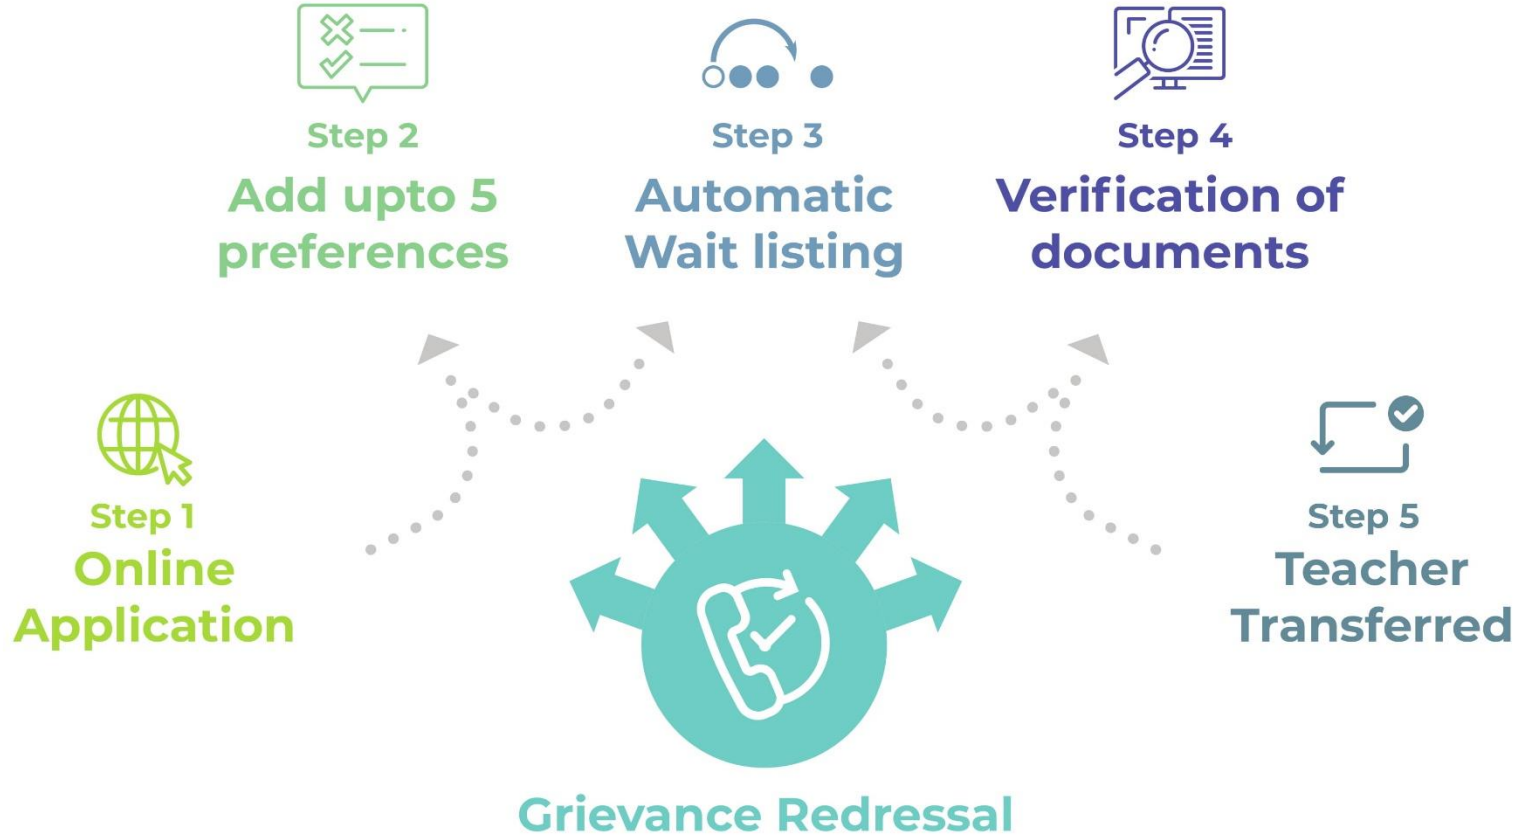 Step 1
Online
Application
Step 2
Add upto 5
preferences
Step 3
Automatic
Wait listing
Step 4
Verification of
documents
Step 5
Teacher
Transferred
Grievance Redressal